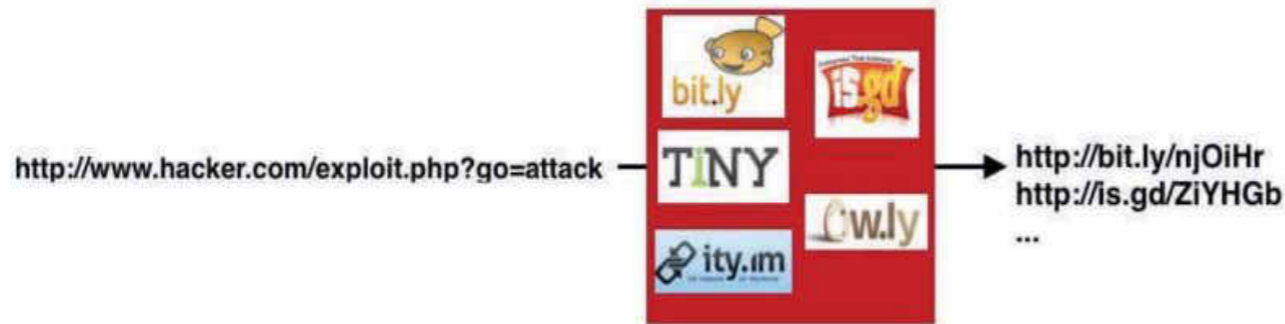 http://www.hacker.com/exploit.php?go=attack
bit.ly
is.gd
TiNY
Ow.ly
ity.im
http://bit.ly/njOiHr
http://is.gd/ZiYHGb
...